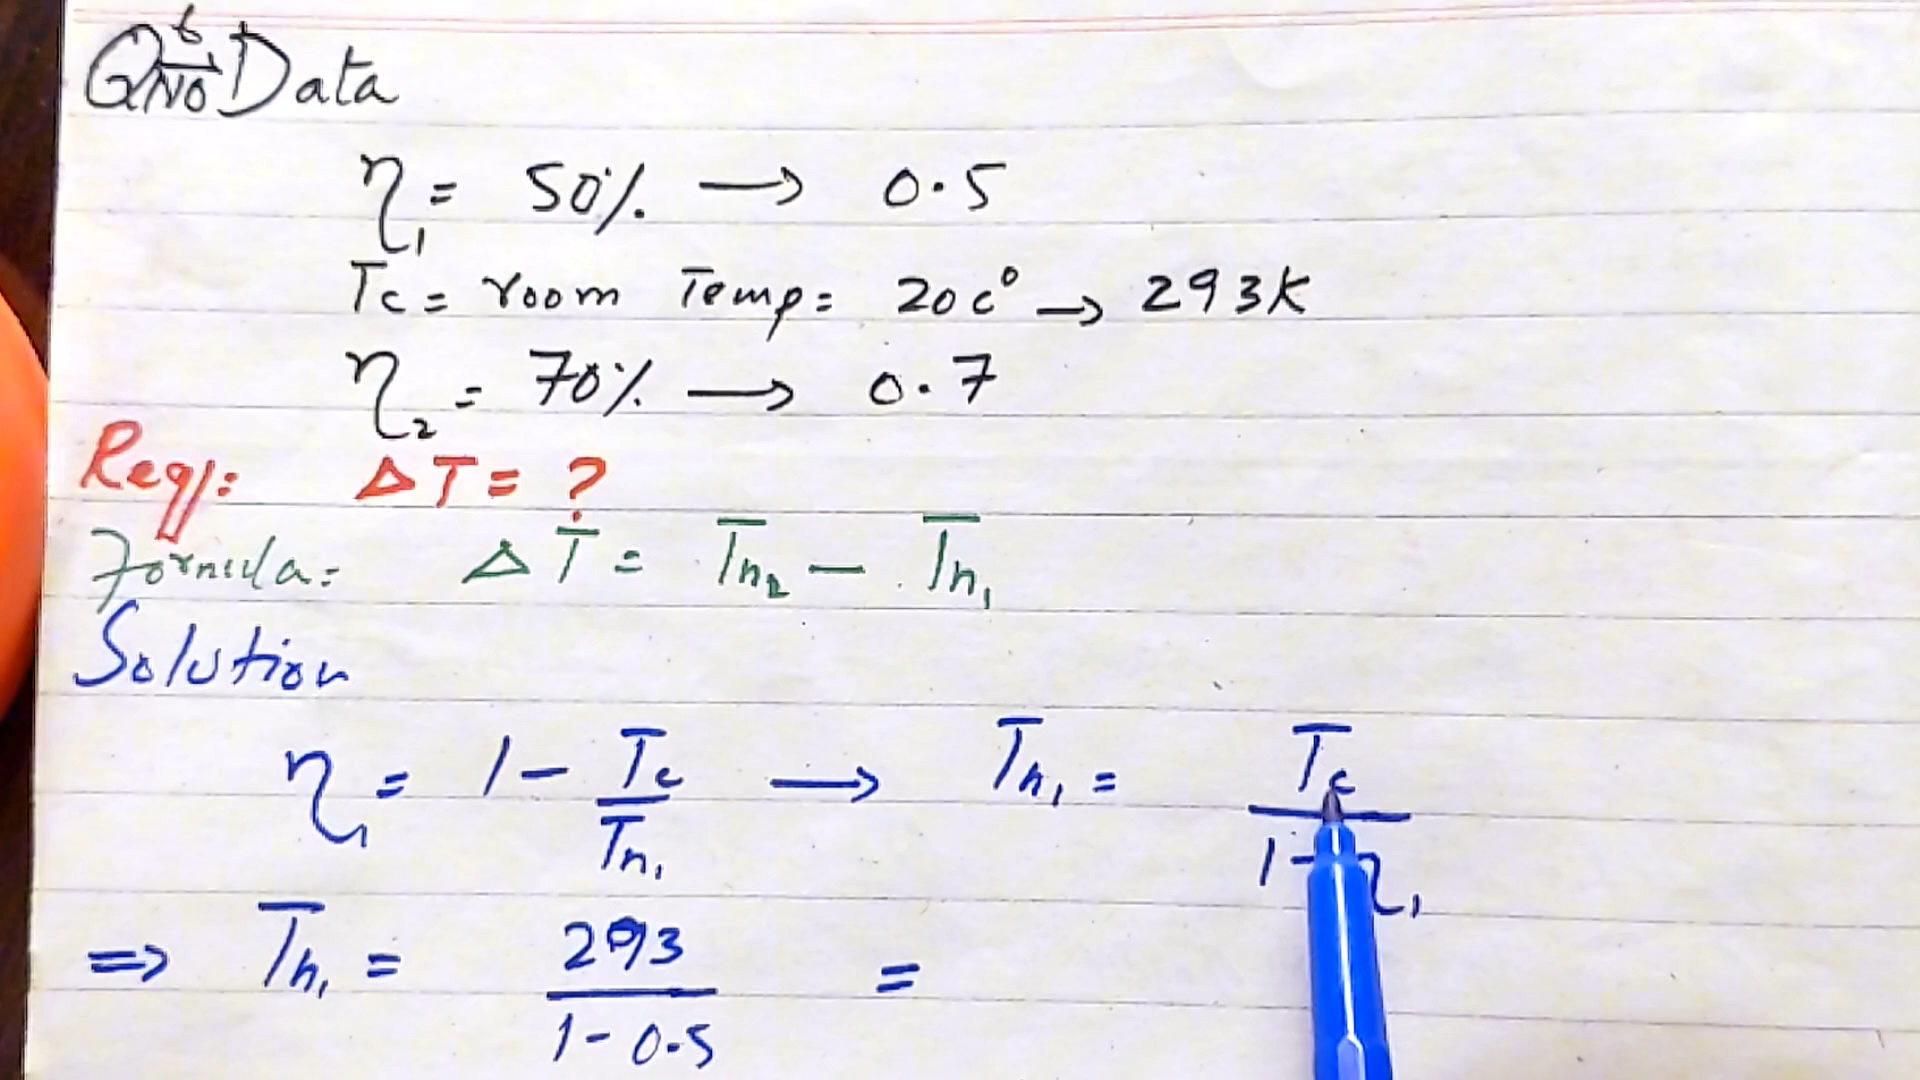 Q No 6 Data
η₁ = 50% → 0.5
Tc = room Temp = 20c° → 293K
η₂ = 70% → 0.7
Req: ΔT = ?
Formula: ΔT = Th₂ – Th₁
Solution
η₁ = 1 – Tc/Th₁ → Th₁ = Tc/(1 – η₁)
⇒ Th₁ = 293/(1 – 0.5) =